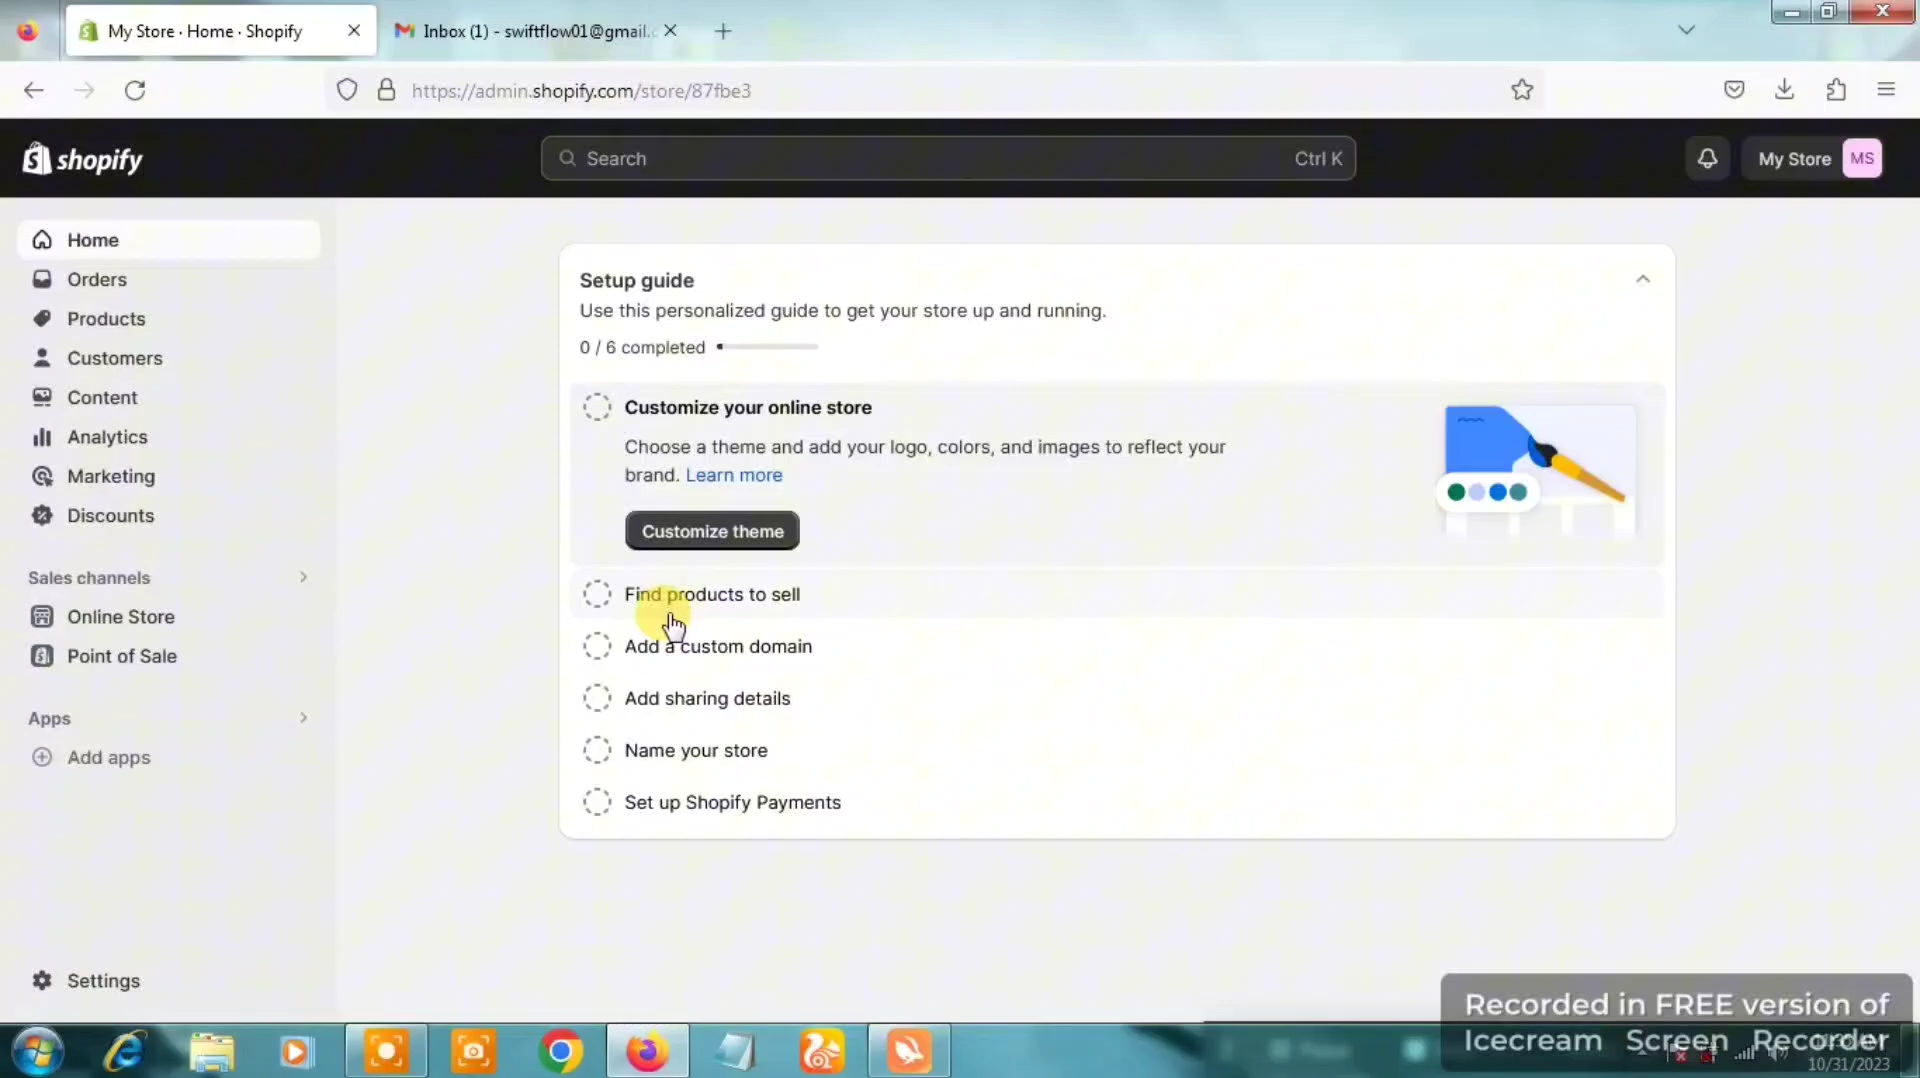 My Store · Home · Shopify
Inbox (1) - swiftflow01@gmail.
https://admin.shopify.com/store/87fbe3
shopify
Search
Ctrl K
My Store
MS
Home
Orders
Products
Customers
Content
Analytics
Marketing
Discounts
Sales channels
Online Store
Point of Sale
Apps
Add apps
Settings
Setup guide
Use this personalized guide to get your store up and running.
0 / 6 completed
Customize your online store
Choose a theme and add your logo, colors, and images to reflect your
brand. Learn more
Customize theme
Find products to sell
Add a custom domain
Add sharing details
Name your store
Set up Shopify Payments
Recorded in FREE version of
Icecream Screen Recorder
10/31/2023